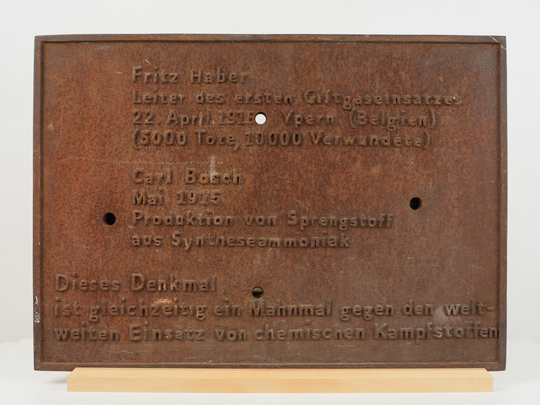 Fritz Haber
Leiter des ersten Giftgaseinsatzes
22. April 1915 Ypern (Belgien)
(5000 Tote, 10000 Verwundete)
Carl Bosch
Mai 1915
Produktion von Sprengstoff
aus Syntheseammoniak
Dieses Denkmal
ist gleichzeitig ein Mahnmal gegen den welt-
weiten Einsatz von chemischen Kampfstoffen